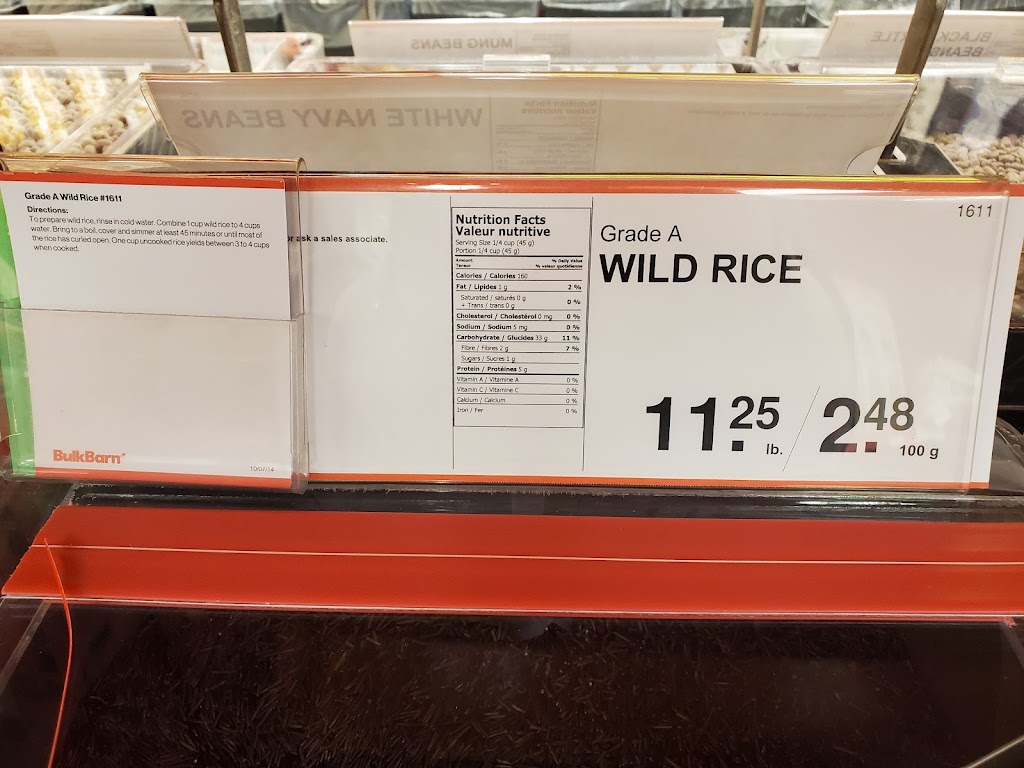 MUNG BEANS
BLACK TURTLE
BEANS
WHITE NAVY BEANS
Nutrition Facts
Valeur nutritive
Grade A Wild Rice #1611
Directions:
To prepare wild rice, rinse in cold water. Combine 1 cup wild rice to 4 cups
water. Bring to a boil, cover and simmer at least 45 minutes or until most of
the rice has curled open. One cup uncooked rice yields between 3 to 4 cups
when cooked.
BulkBarn
10/07/14
or ask a sales associate.
Nutrition Facts
Valeur nutritive
Serving Size 1/4 cup (45 g)
Portion 1/4 cup (45 g)
Amount % Daily Value
Teneur % valeur quotidienne
Calories / Calories 160
Fat / Lipides 1 g 2 %
Saturated / saturés 0 g
+ Trans / trans 0 g 0 %
Cholesterol / Cholestérol 0 mg 0 %
Sodium / Sodium 5 mg 0 %
Carbohydrate / Glucides 33 g 11 %
Fibre / Fibres 2 g 7 %
Sugars / Sucres 1 g
Protein / Protéines 5 g
Vitamin A / Vitamine A 0 %
Vitamin C / Vitamine C 0 %
Calcium / Calcium 0 %
Iron / Fer 0 %
1611
Grade A
WILD RICE
11.25 lb. / 2.48 100 g